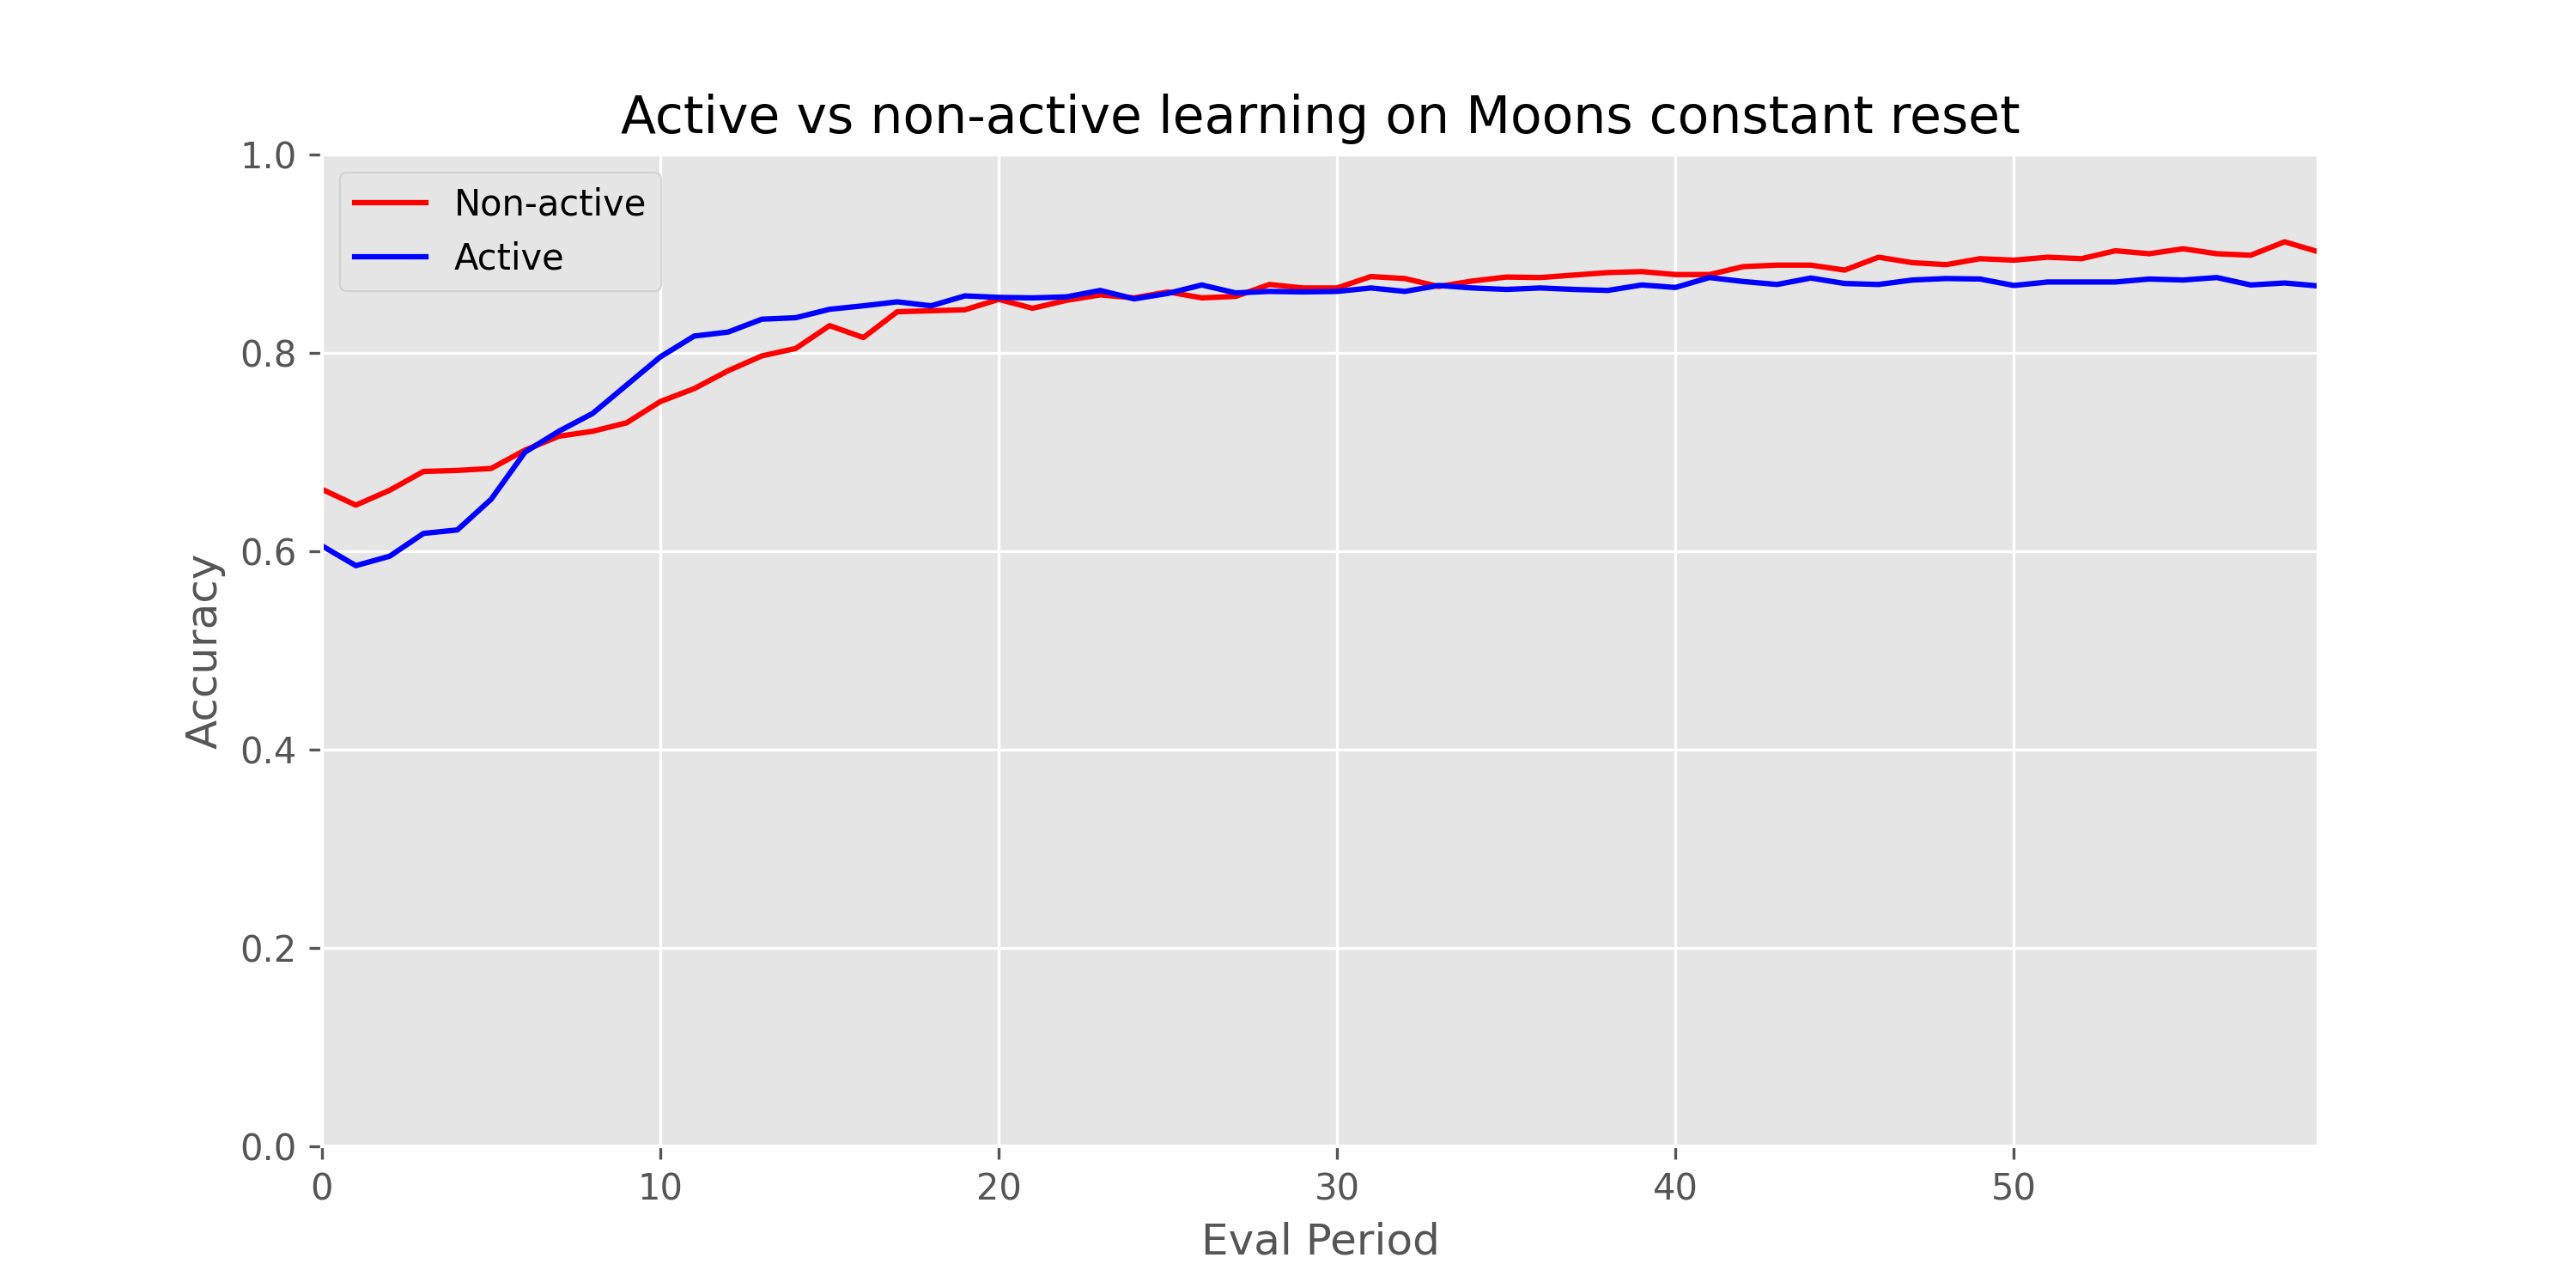 Active vs non-active learning on Moons constant reset
1.0
Non-active
Active
0.8
0.6
0.4
0.2
0.0
Accuracy
0 10 20 30 40 50
Eval Period